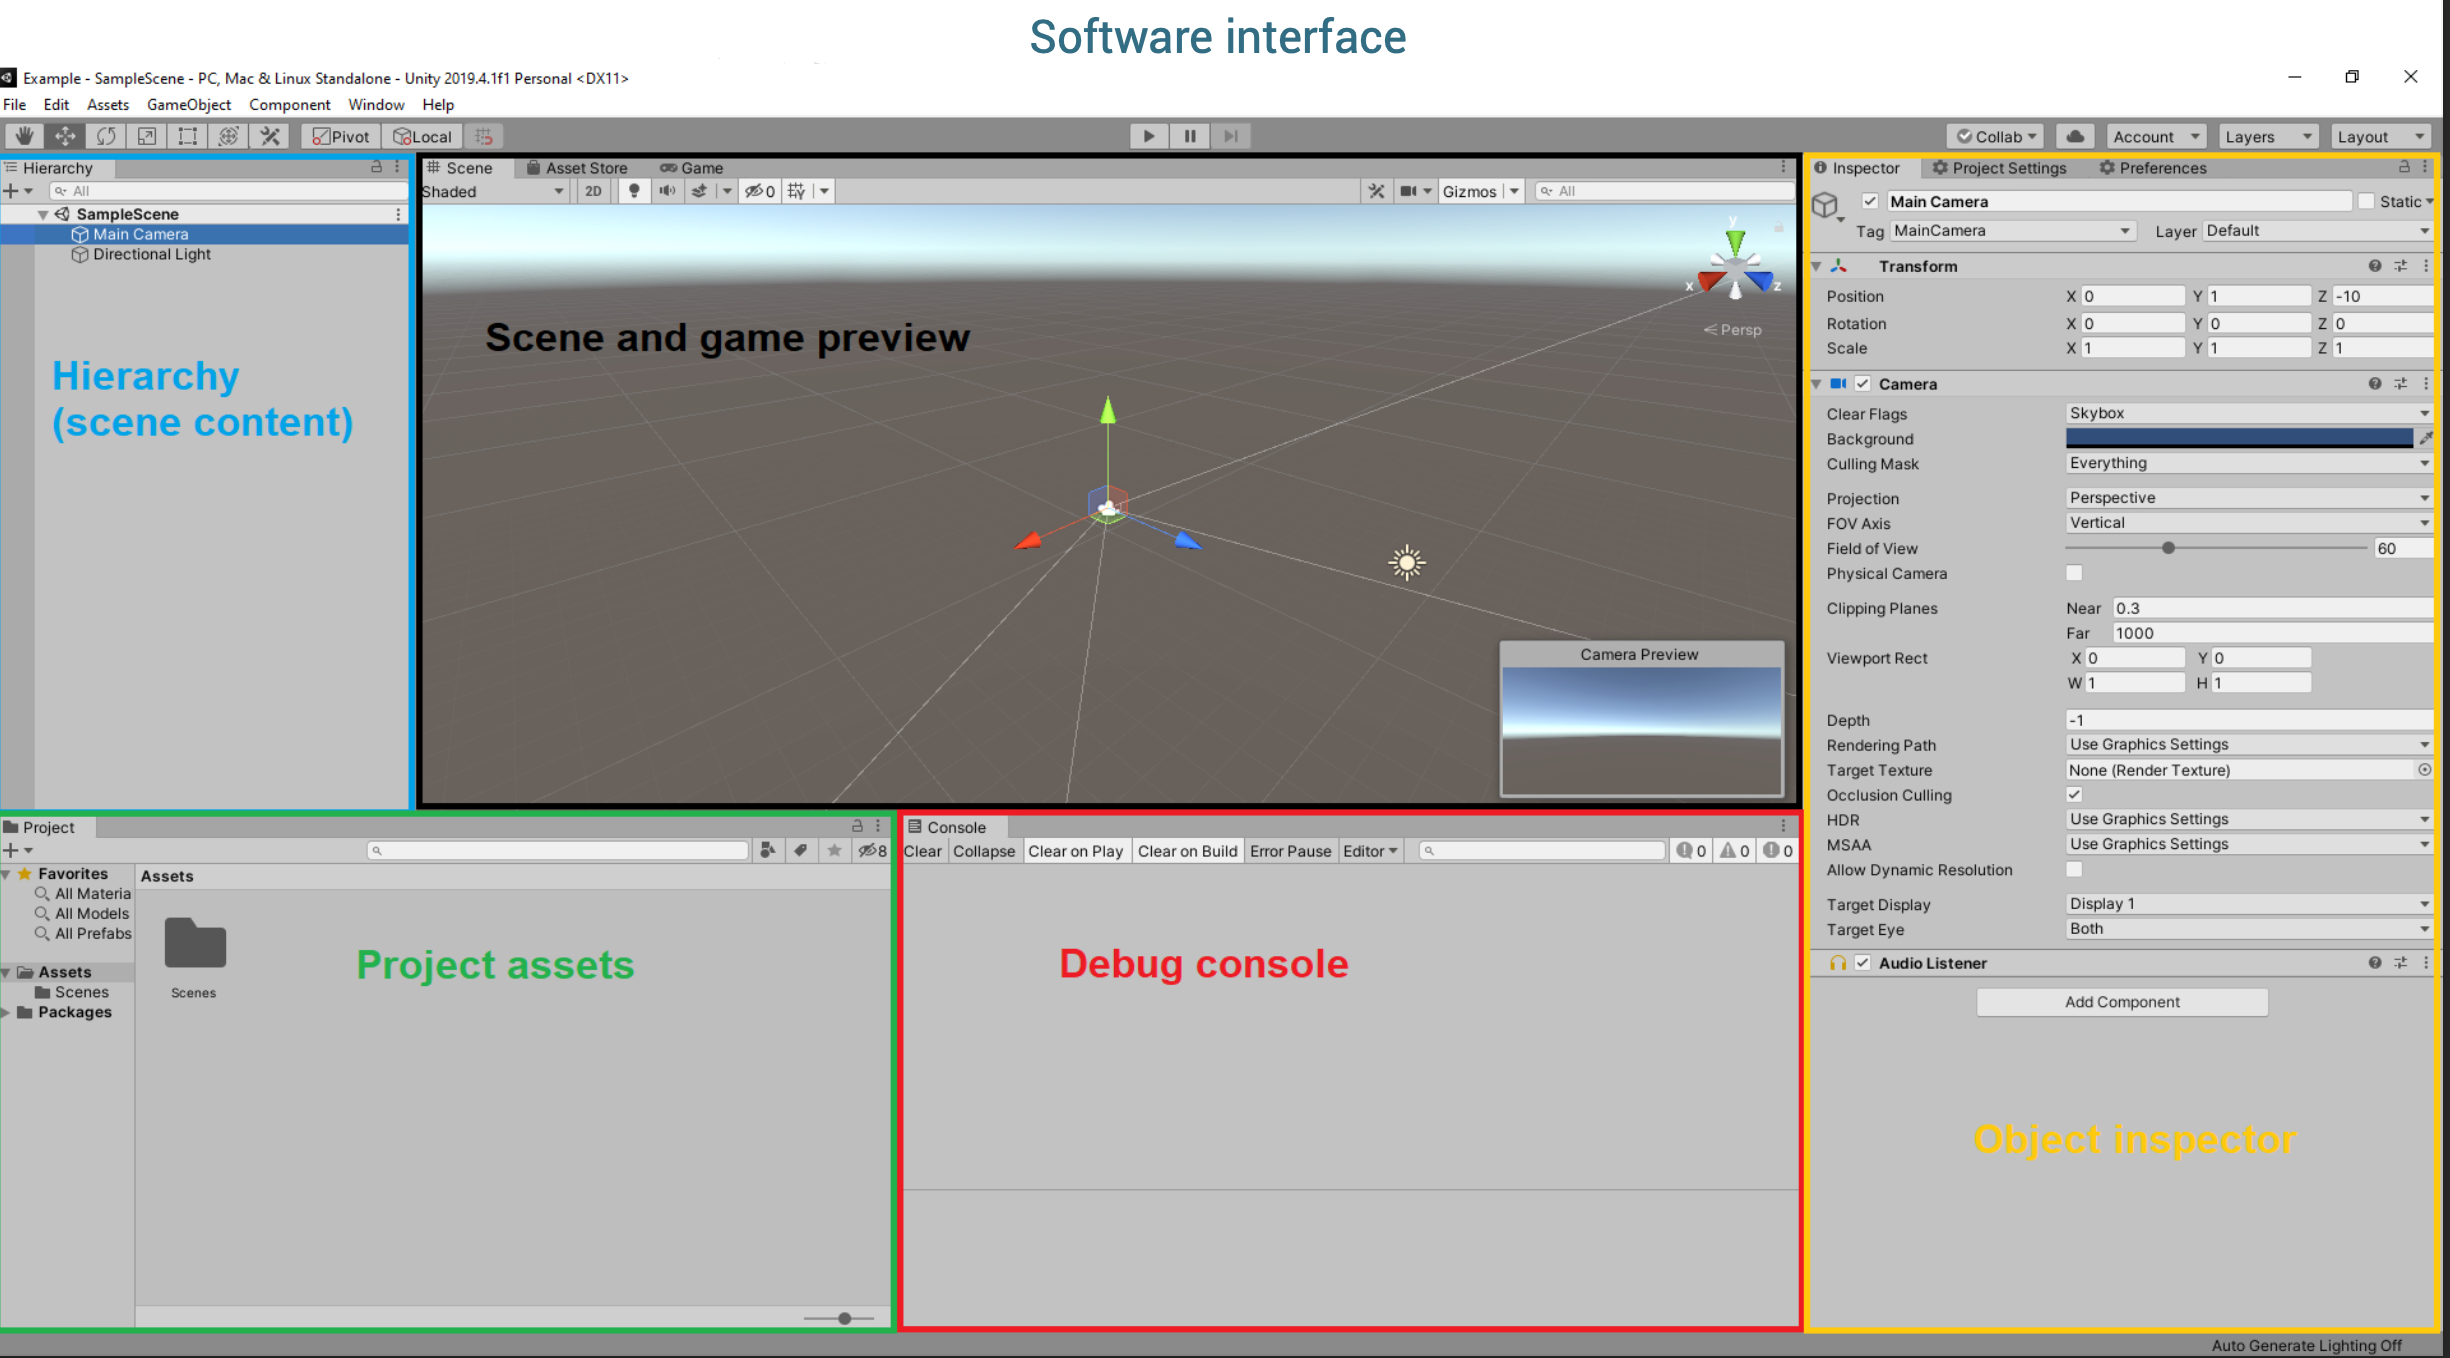 Software interface
Example - SampleScene - PC, Mac & Linux Standalone - Unity 2019.4.1f1 Personal <DX11>
File Edit Assets GameObject Component Window Help
Pivot Local Collab Account Layers Layout
Hierarchy
All
SampleScene
Main Camera
Directional Light
Hierarchy
(scene content)
Scene Asset Store Game
Shaded 2D 0 Gizmos All
y
x z
Persp
Scene and game preview
Camera Preview
Inspector Project Settings Preferences
Main Camera Static
Tag MainCamera Layer Default
Transform
Position X 0 Y 1 Z -10
Rotation X 0 Y 0 Z 0
Scale X 1 Y 1 Z 1
Camera
Clear Flags Skybox
Background
Culling Mask Everything
Projection Perspective
FOV Axis Vertical
Field of View 60
Physical Camera
Clipping Planes Near 0.3
Far 1000
Viewport Rect X 0 Y 0
W 1 H 1
Depth -1
Rendering Path Use Graphics Settings
Target Texture None (Render Texture)
Occlusion Culling
HDR Use Graphics Settings
MSAA Use Graphics Settings
Allow Dynamic Resolution
Target Display Display 1
Target Eye Both
Audio Listener
Add Component
Object inspector
Project
8
Favorites
All Materia
All Models
All Prefabs
Assets
Scenes
Packages
Assets
Scenes
Project assets
Console
Clear Collapse Clear on Play Clear on Build Error Pause Editor 0 0 0
Debug console
Auto Generate Lighting Off